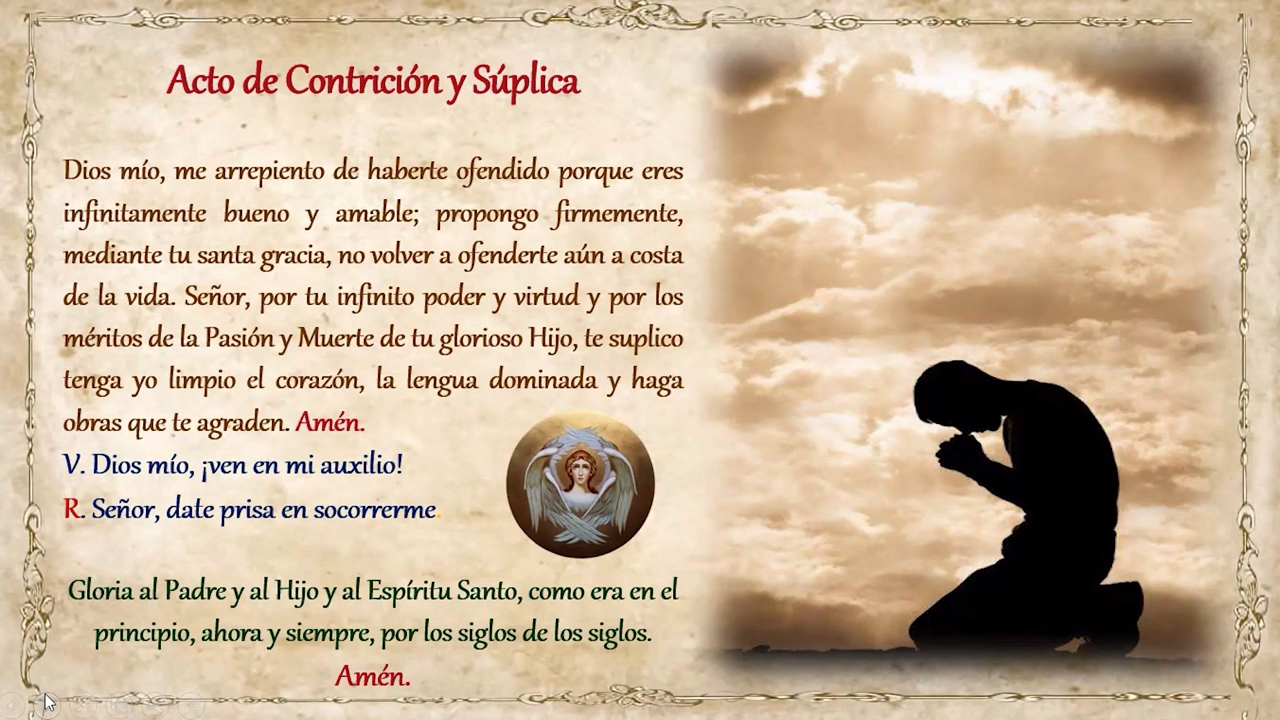 Acto de Contrición y Súplica
Dios mío, me arrepiento de haberte ofendido porque eres
infinitamente bueno y amable; propongo firmemente,
mediante tu santa gracia, no volver a ofenderte aún a costa
de la vida. Señor, por tu infinito poder y virtud y por los
méritos de la Pasión y Muerte de tu glorioso Hijo, te suplico
tenga yo limpio el corazón, la lengua dominada y haga
obras que te agraden. Amén.
V. Dios mío, ¡ven en mi auxilio!
R. Señor, date prisa en socorrerme.
Gloria al Padre y al Hijo y al Espíritu Santo, como era en el
principio, ahora y siempre, por los siglos de los siglos.
Amén.